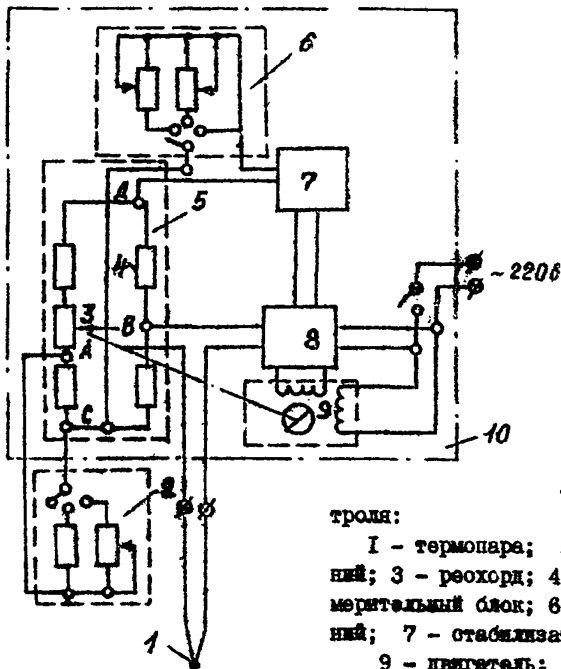 6
7
Д
5
4
3
В
А
8
~220в
9
С
10
2
1
троля:
I - термопара;
ний; 3 - реохорд; 4
мерительный блок; 6
ний; 7 - стабилиза
9 - двигатель;